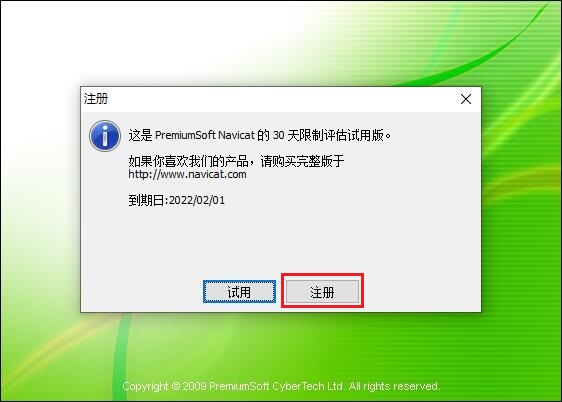 注册
这是 PremiumSoft Navicat 的 30 天限制评估试用版。
如果你喜欢我们的产品，请购买完整版于
http://www.navicat.com
到期日:2022/02/01
试用 注册
Copyright © 2009 PremiumSoft CyberTech Ltd. All rights reserved.